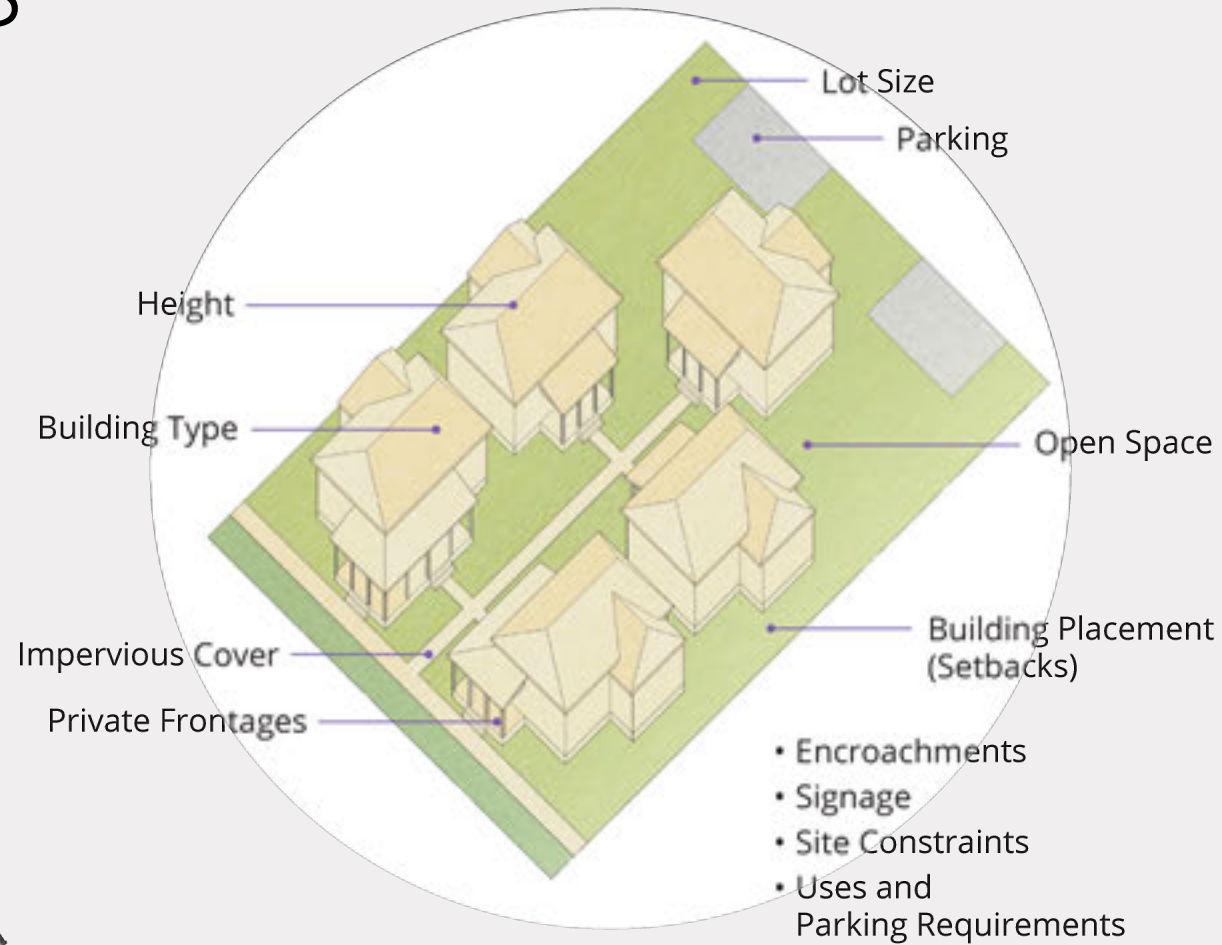 Lot Size
Parking
Height
Building Type
Open Space
Building Placement
(Setbacks)
Impervious Cover
Private Frontages
• Encroachments
• Signage
• Site Constraints
• Uses and
Parking Requirements